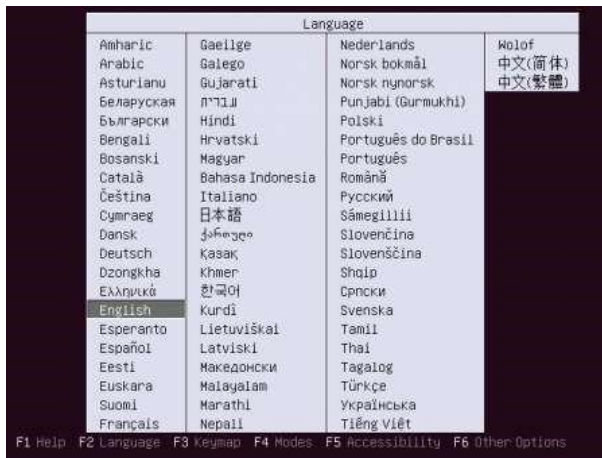 Language
Amharic
Arabic
Asturianu
Беларуская
Български
Bengali
Bosanski
Català
Čeština
Cymraeg
Dansk
Deutsch
Dzongkha
Ελληνικά
English
Esperanto
Español
Eesti
Euskara
Suomi
Français
Gaeilge
Galego
Gujarati
עברית
Hindi
Hrvatski
Magyar
Bahasa Indonesia
Italiano
日本語
ქართული
Қазақ
Khmer
한국어
Kurdî
Lietuviškai
Latviski
Македонски
Malayalam
Marathi
Nepali
Nederlands
Norsk bokmål
Norsk nynorsk
Punjabi (Gurmukhi)
Polski
Português do Brasil
Português
Română
Русский
Sámegillii
Slovenčina
Slovenščina
Shqip
Српски
Svenska
Tamil
Thai
Tagalog
Türkçe
Українська
Tiếng Việt
Wolof
中文(简体)
中文(繁體)
F1 Help F2 Language F3 Keymap F4 Modes F5 Accessibility F6 Other Options